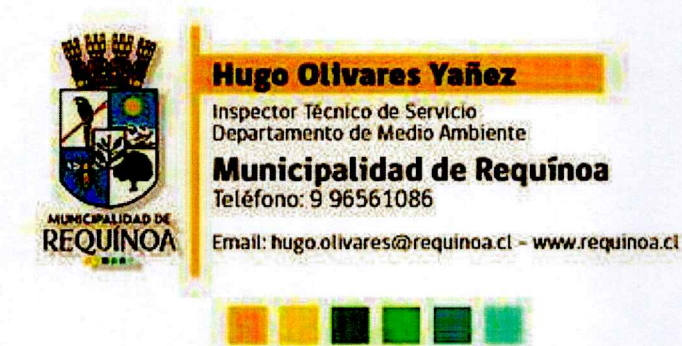 Hugo Olivares Yañez
Inspector Técnico de Servicio
Departamento de Medio Ambiente
Municipalidad de Requínoa
Teléfono: 9 96561086
Email: hugo.olivares@requinoa.cl - www.requinoa.cl
MUNICIPALIDAD DE
REQUÍNOA